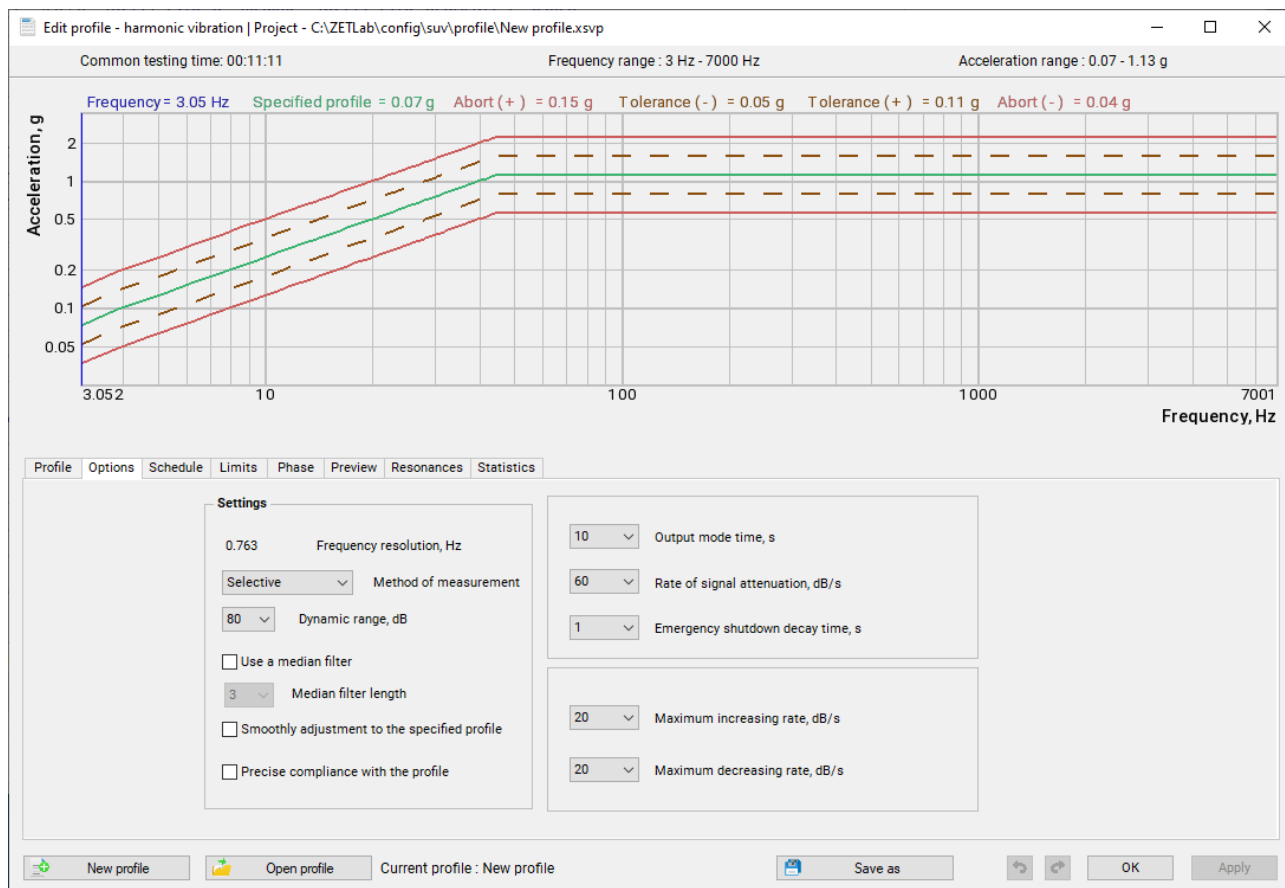 Edit profile - harmonic vibration | Project - C:\ZETLab\config\suv\profile\New profile.xsvp
Common testing time: 00:11:11 Frequency range : 3 Hz - 7000 Hz Acceleration range : 0.07 - 1.13 g
Frequency = 3.05 Hz Specified profile = 0.07 g Abort (+) = 0.15 g Tolerance (-) = 0.05 g Tolerance (+) = 0.11 g Abort (-) = 0.04 g
Acceleration, g
2
1
0.5
0.2
0.1
0.05
3.052 10 100 1000 7001
Frequency, Hz
Profile Options Schedule Limits Phase Preview Resonances Statistics
Settings
0.763 Frequency resolution, Hz
Selective Method of measurement
80 Dynamic range, dB
Use a median filter
3 Median filter length
Smoothly adjustment to the specified profile
Precise compliance with the profile
10 Output mode time, s
60 Rate of signal attenuation, dB/s
1 Emergency shutdown decay time, s
20 Maximum increasing rate, dB/s
20 Maximum decreasing rate, dB/s
New profile Open profile Current profile : New profile Save as OK Apply